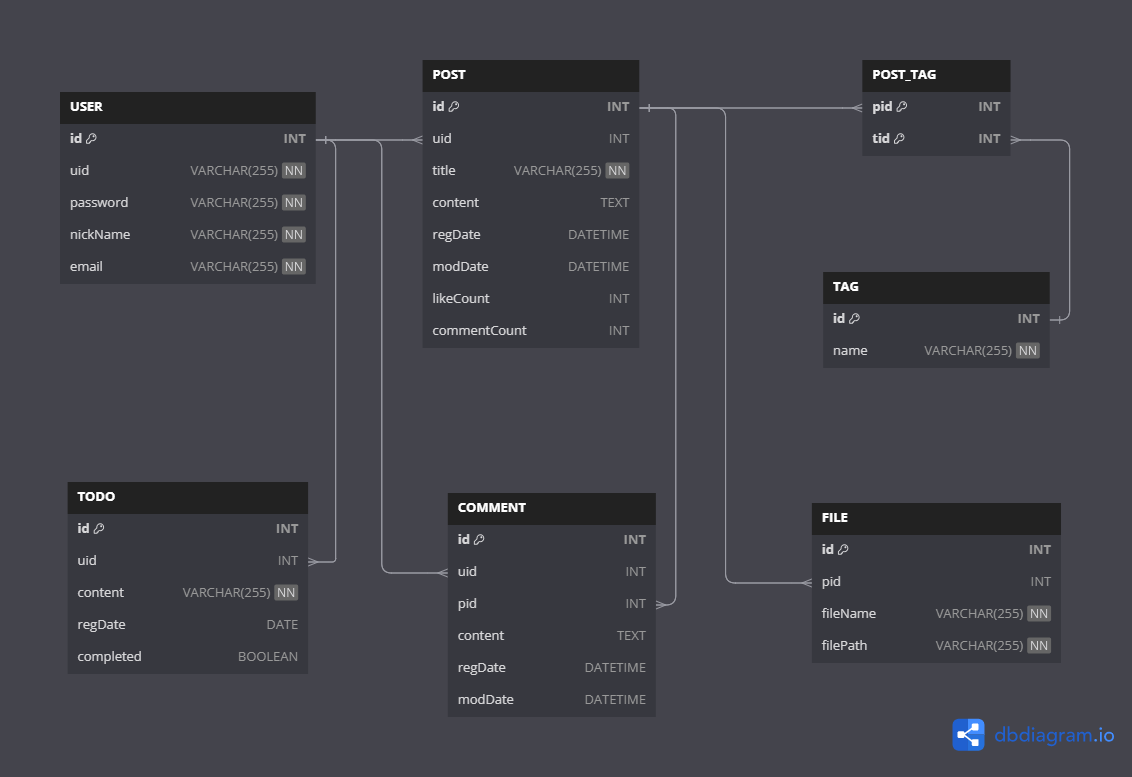 USER
id INT
uid VARCHAR(255) NN
password VARCHAR(255) NN
nickName VARCHAR(255) NN
email VARCHAR(255) NN
POST
id INT
uid INT
title VARCHAR(255) NN
content TEXT
regDate DATETIME
modDate DATETIME
likeCount INT
commentCount INT
POST_TAG
pid INT
tid INT
TAG
id INT
name VARCHAR(255) NN
TODO
id INT
uid INT
content VARCHAR(255) NN
regDate DATE
completed BOOLEAN
COMMENT
id INT
uid INT
pid INT
content TEXT
regDate DATETIME
modDate DATETIME
FILE
id INT
pid INT
fileName VARCHAR(255) NN
filePath VARCHAR(255) NN
dbdiagram.io